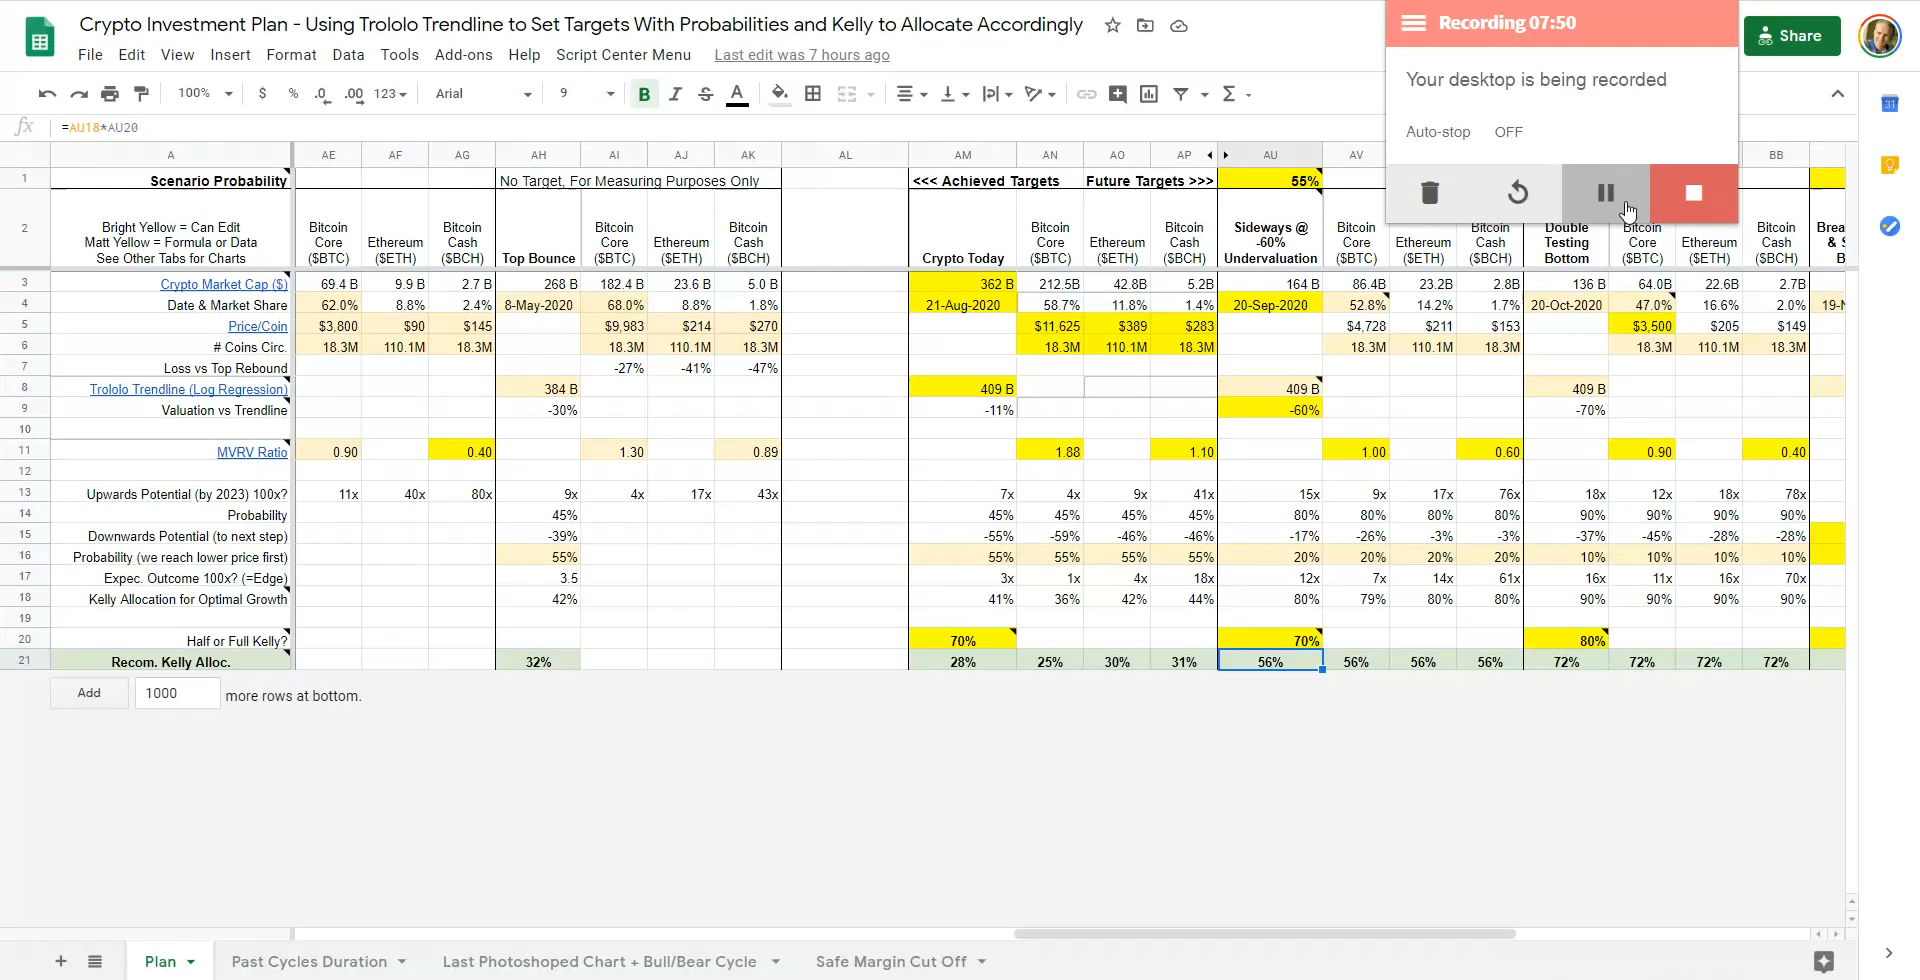 Crypto Investment Plan - Using Trololo Trendline to Set Targets With Probabilities and Kelly to Allocate Accordingly
Recording 07:50
Share
File Edit View Insert Format Data Tools Add-ons Help Script Center Menu Last edit was 7 hours ago
Your desktop is being recorded
100% $ % .0 .00 123 Arial 9 B I S A Σ
Auto-stop OFF
fx =AU18*AU20
A AE AF AG AH AI AJ AK AL AM AN AO AP AU AV BB
1 Scenario Probability No Target, For Measuring Purposes Only <<< Achieved Targets Future Targets >>> 55%
2 Bright Yellow = Can Edit
Matt Yellow = Formula or Data
See Other Tabs for Charts
Bitcoin Core ($BTC) Ethereum ($ETH) Bitcoin Cash ($BCH) Top Bounce Bitcoin Core ($BTC) Ethereum ($ETH) Bitcoin Cash ($BCH) Crypto Today Bitcoin Core ($BTC) Ethereum ($ETH) Bitcoin Cash ($BCH) Sideways @ -60% Undervaluation Bitcoin Core ($BTC) Ethereum ($ETH) Bitcoin Cash ($BCH) Double Testing Bottom Bitcoin Core ($BTC) Ethereum ($ETH) Bitcoin Cash ($BCH)
3 Crypto Market Cap ($) 69.4 B 9.9 B 2.7 B 268 B 182.4 B 23.6 B 5.0 B 362 B 212.5B 42.8B 5.2B 164 B 86.4B 23.2B 2.8B 136 B 64.0B 22.6B 2.7B
4 Date & Market Share 62.0% 8.8% 2.4% 8-May-2020 68.0% 8.8% 1.8% 21-Aug-2020 58.7% 11.8% 1.4% 20-Sep-2020 52.8% 14.2% 1.7% 20-Oct-2020 47.0% 16.6% 2.0%
5 Price/Coin $3,800 $90 $145 $9,983 $214 $270 $11,625 $389 $283 $4,728 $211 $153 $3,500 $205 $149
6 # Coins Circ. 18.3M 110.1M 18.3M 18.3M 110.1M 18.3M 18.3M 110.1M 18.3M 18.3M 110.1M 18.3M 18.3M 110.1M 18.3M
7 Loss vs Top Rebound -27% -41% -47%
8 Trololo Trendline (Log Regression) 384 B 409 B 409 B 409 B
9 Valuation vs Trendline -30% -11% -60% -70%
10
11 MVRV Ratio 0.90 0.40 1.30 0.89 1.88 1.10 1.00 0.60 0.90 0.40
12
13 Upwards Potential (by 2023) 100x? 11x 40x 80x 9x 4x 17x 43x 7x 4x 9x 41x 15x 9x 17x 76x 18x 12x 18x 78x
14 Probability 45% 45% 45% 45% 45% 80% 80% 80% 80% 90% 90% 90% 90%
15 Downwards Potential (to next step) -39% -55% -59% -46% -46% -17% -26% -3% -3% -37% -45% -28% -28%
16 Probability (we reach lower price first) 55% 55% 55% 55% 55% 20% 20% 20% 20% 10% 10% 10% 10%
17 Expec. Outcome 100x? (=Edge) 3.5 3x 1x 4x 18x 12x 7x 14x 61x 16x 11x 16x 70x
18 Kelly Allocation for Optimal Growth 42% 41% 36% 42% 44% 80% 79% 80% 80% 90% 90% 90% 90%
19
20 Half or Full Kelly? 70% 70% 80%
21 Recom. Kelly Alloc. 32% 28% 25% 30% 31% 56% 56% 56% 56% 72% 72% 72% 72%
Add 1000 more rows at bottom.
Plan Past Cycles Duration Last Photoshoped Chart + Bull/Bear Cycle Safe Margin Cut Off